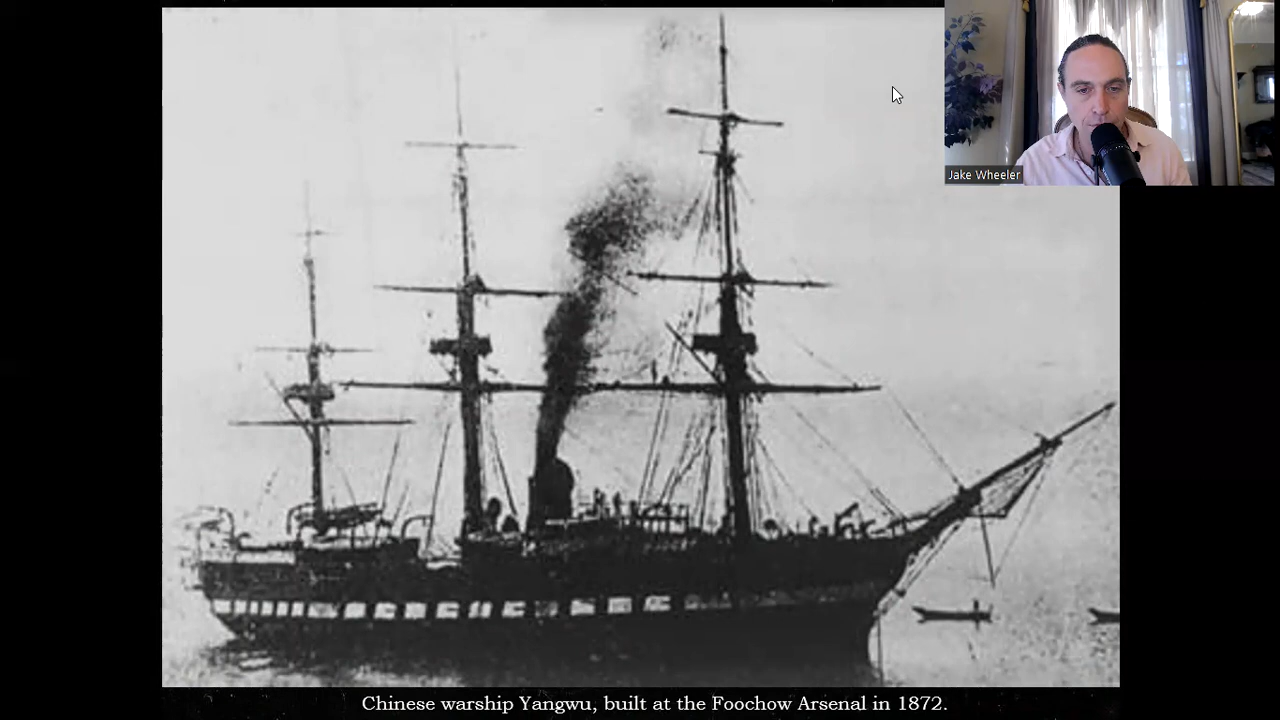 Jake Wheeler
Chinese warship Yangwu, built at the Foochow Arsenal in 1872.